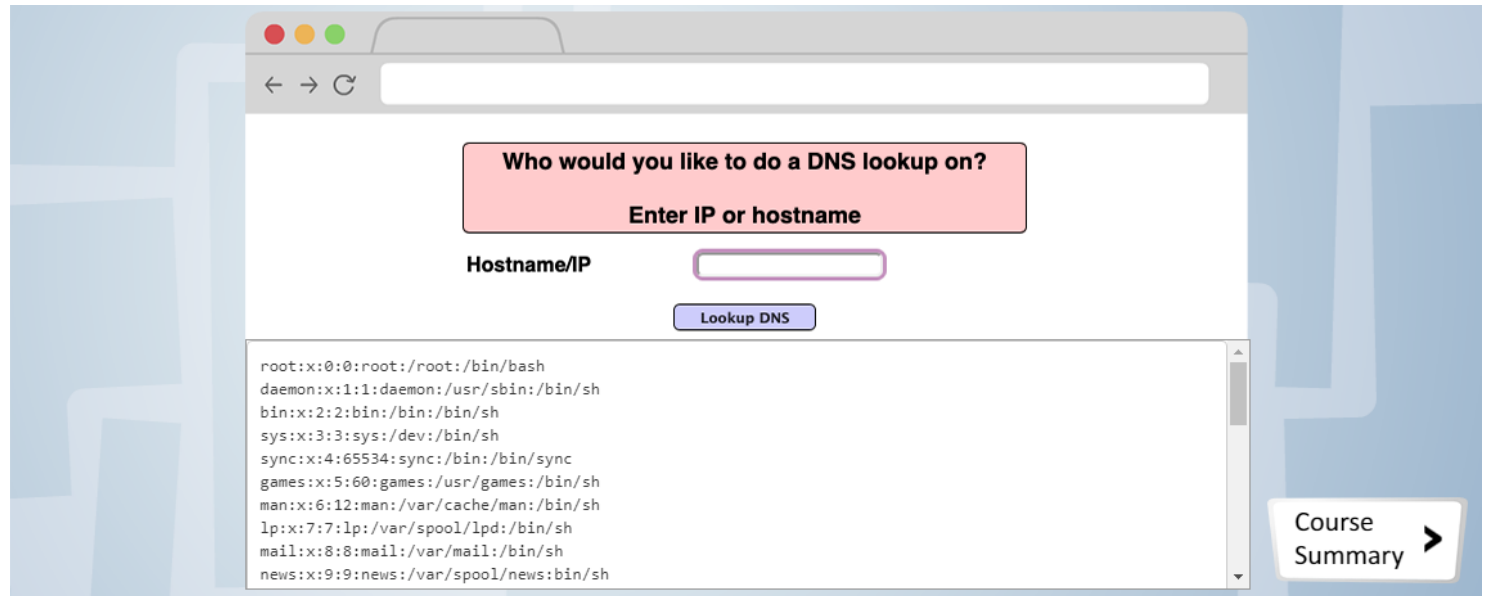 Who would you like to do a DNS lookup on?
Enter IP or hostname
Hostname/IP
Lookup DNS
root:x:0:0:root:/root:/bin/bash
daemon:x:1:1:daemon:/usr/sbin:/bin/sh
bin:x:2:2:bin:/bin:/bin/sh
sys:x:3:3:sys:/dev:/bin/sh
sync:x:4:65534:sync:/bin:/bin/sync
games:x:5:60:games:/usr/games:/bin/sh
man:x:6:12:man:/var/cache/man:/bin/sh
lp:x:7:7:lp:/var/spool/lpd:/bin/sh
mail:x:8:8:mail:/var/mail:/bin/sh
news:x:9:9:news:/var/spool/news:bin/sh
Course
Summary